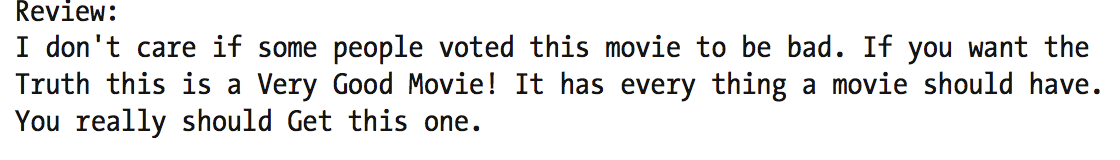 Review:
I don't care if some people voted this movie to be bad. If you want the
Truth this is a Very Good Movie! It has every thing a movie should have.
You really should Get this one.